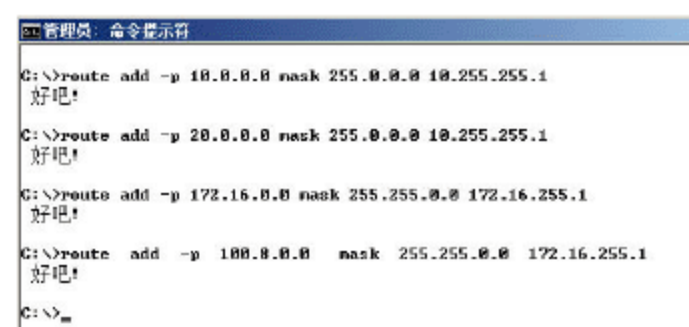 管理员: 命令提示符
C:\>route add -p 10.0.0.0 mask 255.0.0.0 10.255.255.1
好吧!
C:\>route add -p 20.0.0.0 mask 255.0.0.0 10.255.255.1
好吧!
C:\>route add -p 172.16.0.0 mask 255.255.0.0 172.16.255.1
好吧!
C:\>route add -p 100.8.0.0 mask 255.255.0.0 172.16.255.1
好吧!
C:\>_